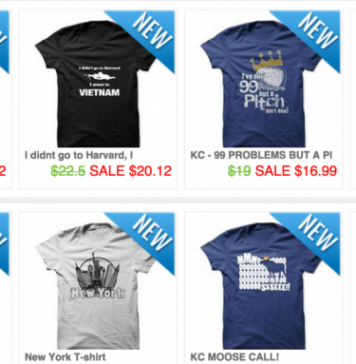 NEW
NEW
I didn't go to Harvard
I went to
VIETNAM
I've got
99 Problems
But a
Pitch
ain't one!
I didnt go to Harvard, I
KC - 99 PROBLEMS BUT A PI
2
$22.5 SALE $20.12
$19 SALE $16.99
NEW
NEW
New York
New York T-shirt
KC MOOSE CALL!